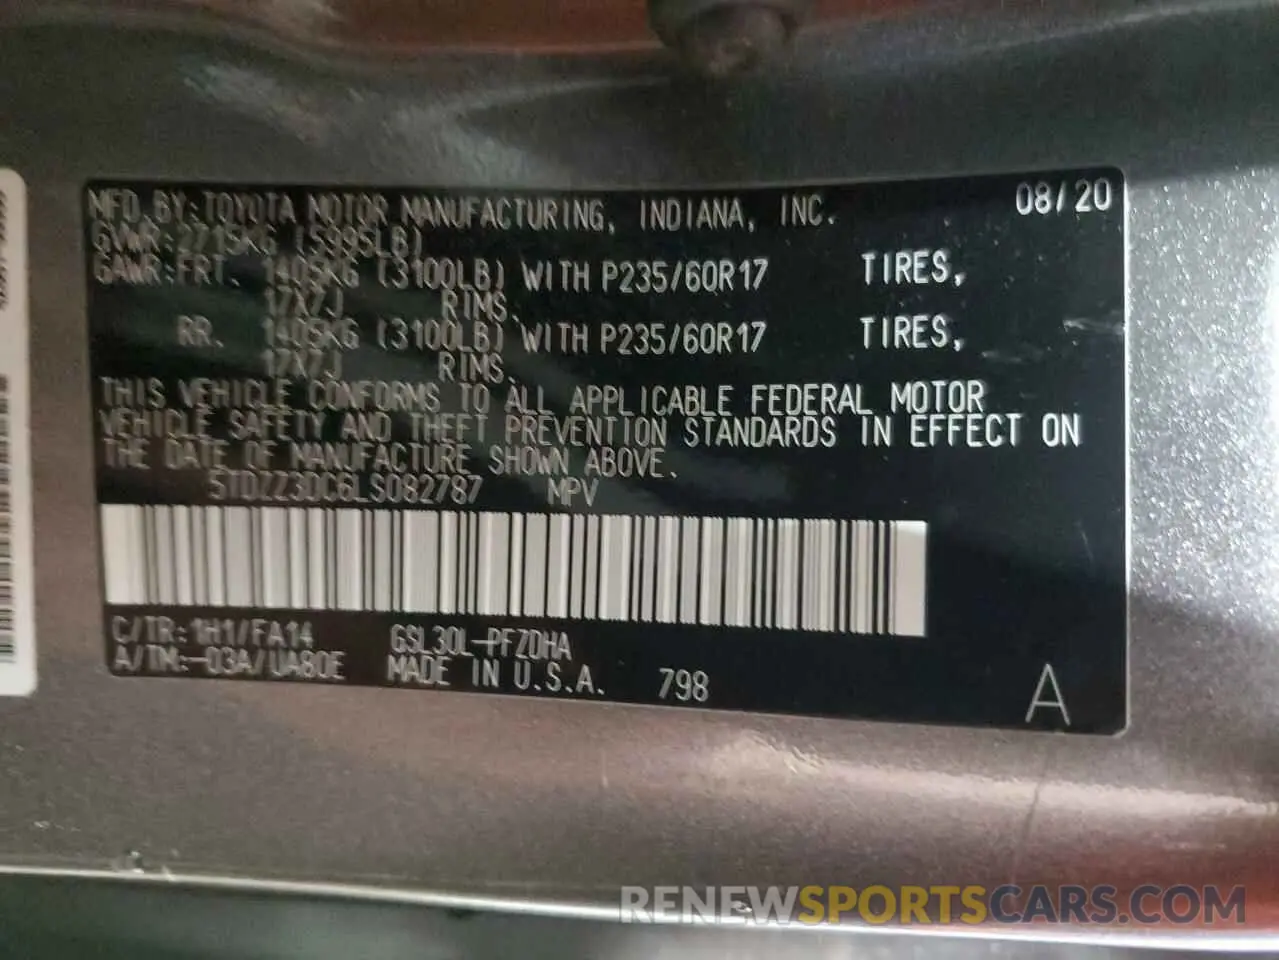 MFD.BY:TOYOTA MOTOR MANUFACTURING, INDIANA, INC. 08/20
GVWR:2715KG (5995LB)
GAWR:FRT. 1405KG (3100LB) WITH P235/60R17 TIRES,
17X7J RIMS.
RR. 1405KG (3100LB) WITH P235/60R17 TIRES,
17X7J RIMS.
THIS VEHICLE CONFORMS TO ALL APPLICABLE FEDERAL MOTOR
VEHICLE SAFETY AND THEFT PREVENTION STANDARDS IN EFFECT ON
THE DATE OF MANUFACTURE SHOWN ABOVE.
5TDZZ3DC6LS082787 MPV
C/TR:1H1/FA14 GSL30L-PFZDHA
A/TM:-03A/UA80E MADE IN U.S.A. 798 A
RENEWSPORTSCARS.COM